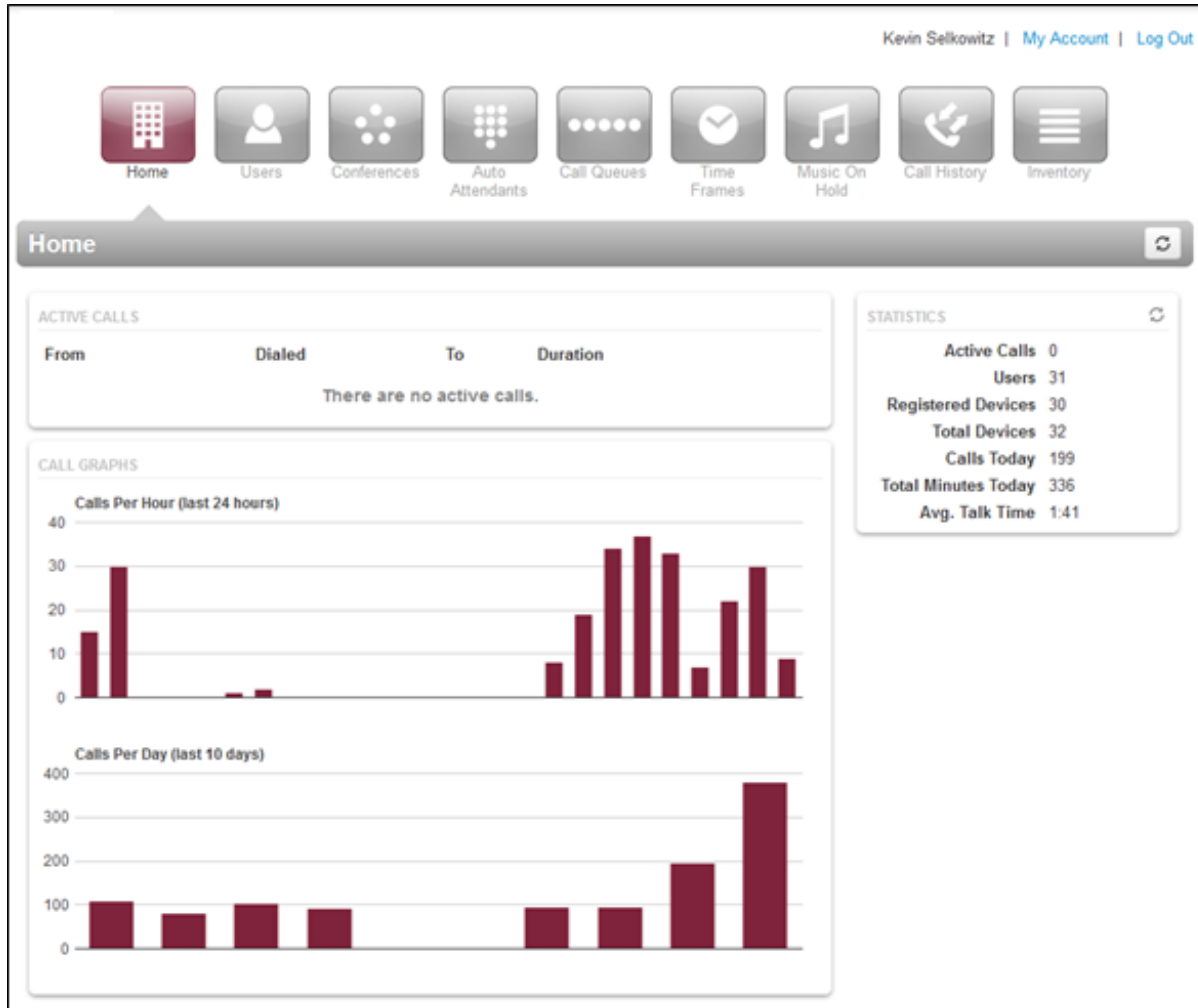 Kevin Selkowitz | My Account | Log Out
Home
Users
Conferences
Auto Attendants
Call Queues
Time Frames
Music On Hold
Call History
Inventory
Home
ACTIVE CALLS
From Dialed To Duration
There are no active calls.
STATISTICS
Active Calls 0
Users 31
Registered Devices 30
Total Devices 32
Calls Today 199
Total Minutes Today 336
Avg. Talk Time 1:41
CALL GRAPHS
Calls Per Hour (last 24 hours)
40
30
20
10
0
Calls Per Day (last 10 days)
400
300
200
100
0